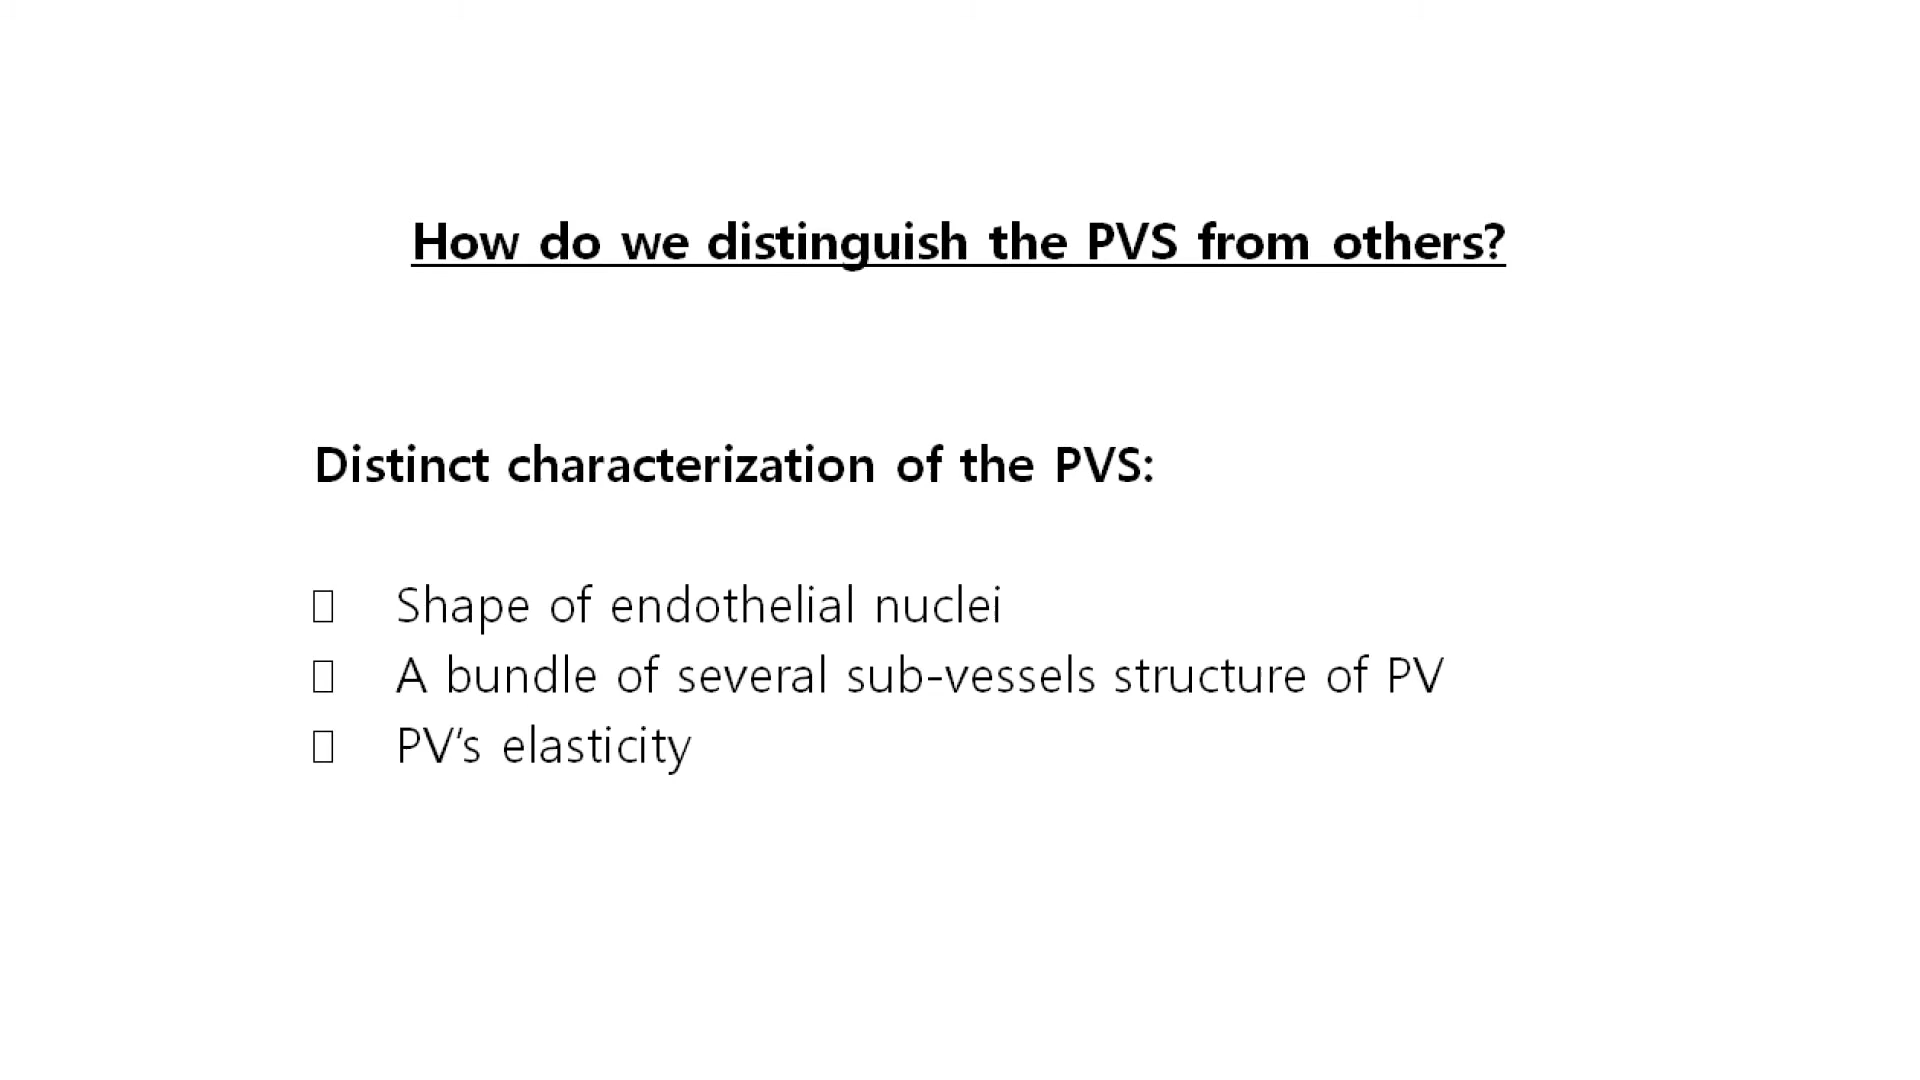 How do we distinguish the PVS from others?
Distinct characterization of the PVS:
Shape of endothelial nuclei
A bundle of several sub-vessels structure of PV
PV’s elasticity